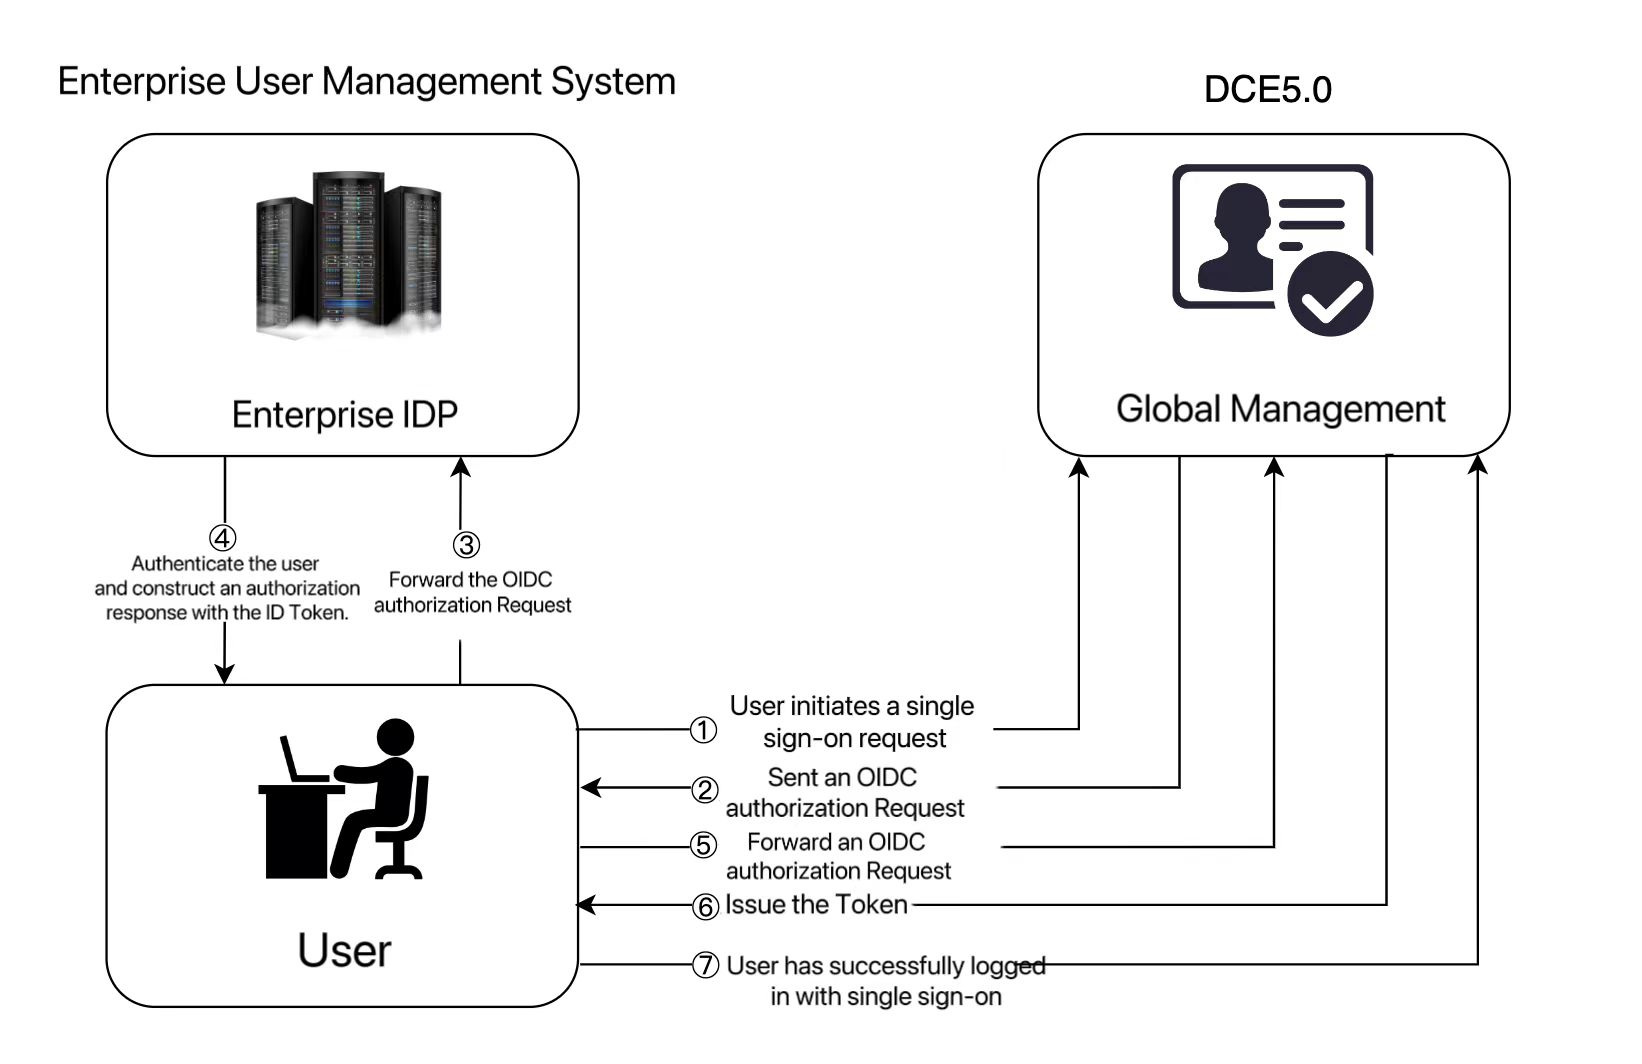 Enterprise User Management System
DCE5.0
Enterprise IDP
Global Management
④
Authenticate the user
and construct an authorization
response with the ID Token.
③
Forward the OIDC
authorization Request
User
①
User initiates a single
sign-on request
②
Sent an OIDC
authorization Request
⑤
Forward an OIDC
authorization Request
⑥ Issue the Token
⑦ User has successfully logged
in with single sign-on